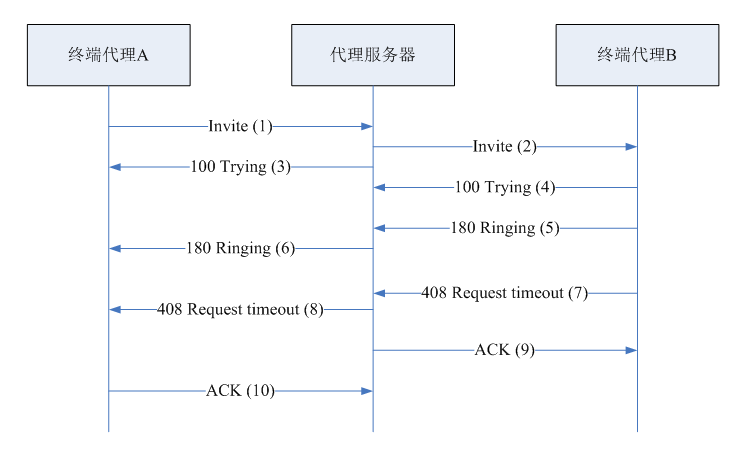 终端代理A
代理服务器
终端代理B
Invite (1)
Invite (2)
100 Trying (3)
100 Trying (4)
180 Ringing (5)
180 Ringing (6)
408 Request timeout (7)
408 Request timeout (8)
ACK (9)
ACK (10)